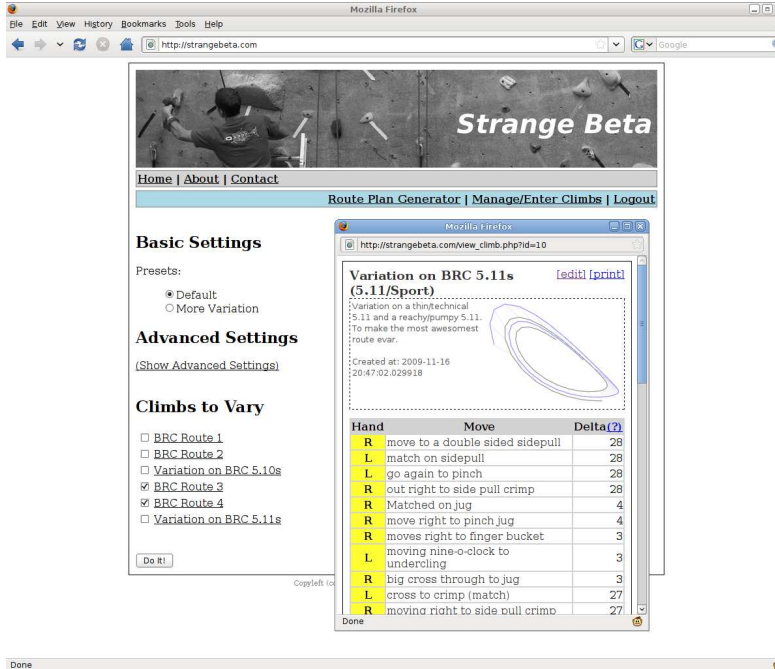 Mozilla Firefox
File Edit View History Bookmarks Tools Help
http://strangebeta.com
Google
Strange Beta
Home | About | Contact
Route Plan Generator | Manage/Enter Climbs | Logout
Basic Settings
Presets:
Default
More Variation
Advanced Settings
(Show Advanced Settings)
Climbs to Vary
BRC Route 1
BRC Route 2
Variation on BRC 5.10s
BRC Route 3
BRC Route 4
Variation on BRC 5.11s
Do It!
Copyleft
Mozilla Firefox
http://strangebeta.com/view_climb.php?id=10
Variation on BRC 5.11s
(5.11/Sport)
[edit] [print]
Variation on a thin/technical
5.11 and a reachy/pumpy 5.11.
To make the most awesomest
route evar.
Created at: 2009-11-16
20:47:02.029918
Hand Move Delta(?)
R move to a double sided sidepull 28
L match on sidepull 28
L go again to pinch 28
R out right to side pull crimp 28
R Matched on jug 4
R move right to pinch jug 4
R moves right to finger bucket 3
L moving nine-o-clock to
undercling 3
R big cross through to jug 3
L cross to crimp (match) 27
R moving right to side pull crimp 27
Done
Done